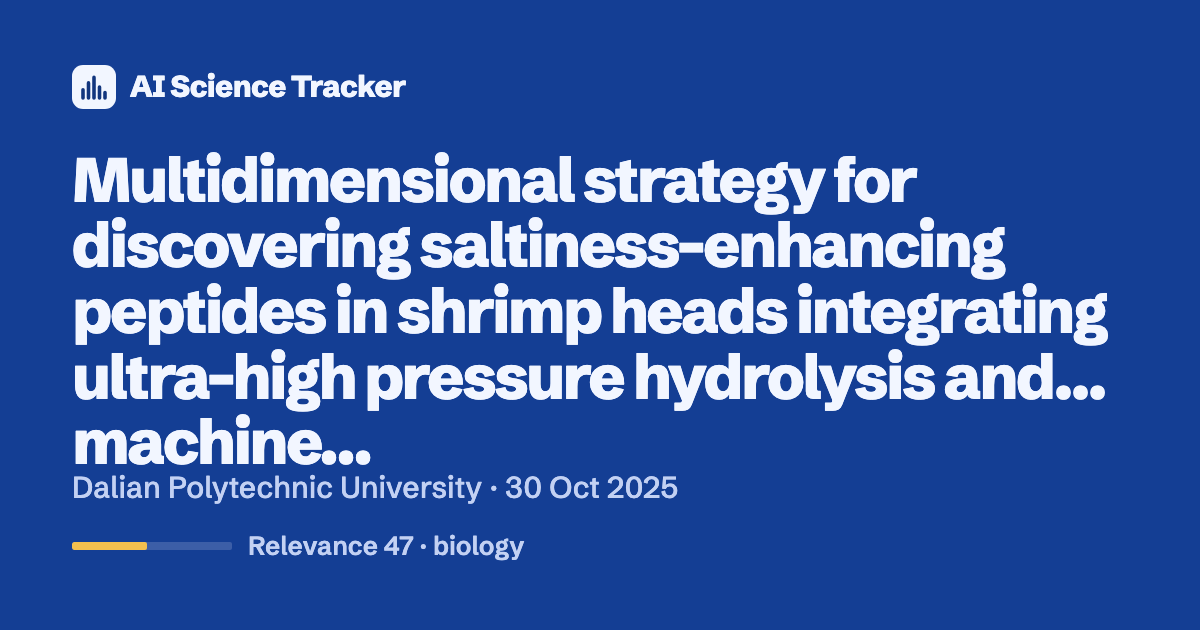 AI Science Tracker
Multidimensional strategy for
discovering saltiness-enhancing
peptides in shrimp heads integrating
ultra-high pressure hydrolysis and...
machine...
Dalian Polytechnic University · 30 Oct 2025
Relevance 47 · biology